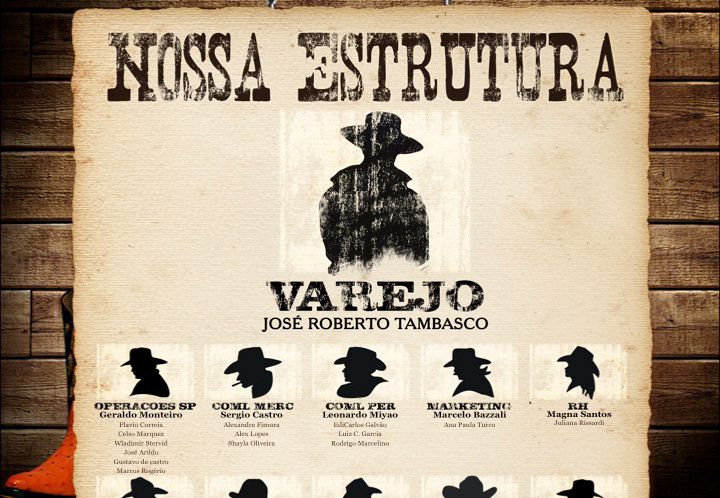 NOSSA ESTRUTURA
VAREJO
JOSÉ ROBERTO TAMBASCO
OPERACOES SP
Geraldo Monteiro
Flavio Correia
Celso Marquez
Wladimir Stervid
José Arildo
Gustavo de castro
Marcos Rogério
COML MERC
Sergio Castro
Alexandre Fimura
Alex Lopes
Shayla Oliveira
COML PER
Leonardo Miyao
EdiCarlos Galvão
Luiz C. Garcia
Rodrigo Marcelino
MARKETING
Marcelo Bazzali
Ana Paula Turco
RH
Magna Santos
Juliana Rissardi